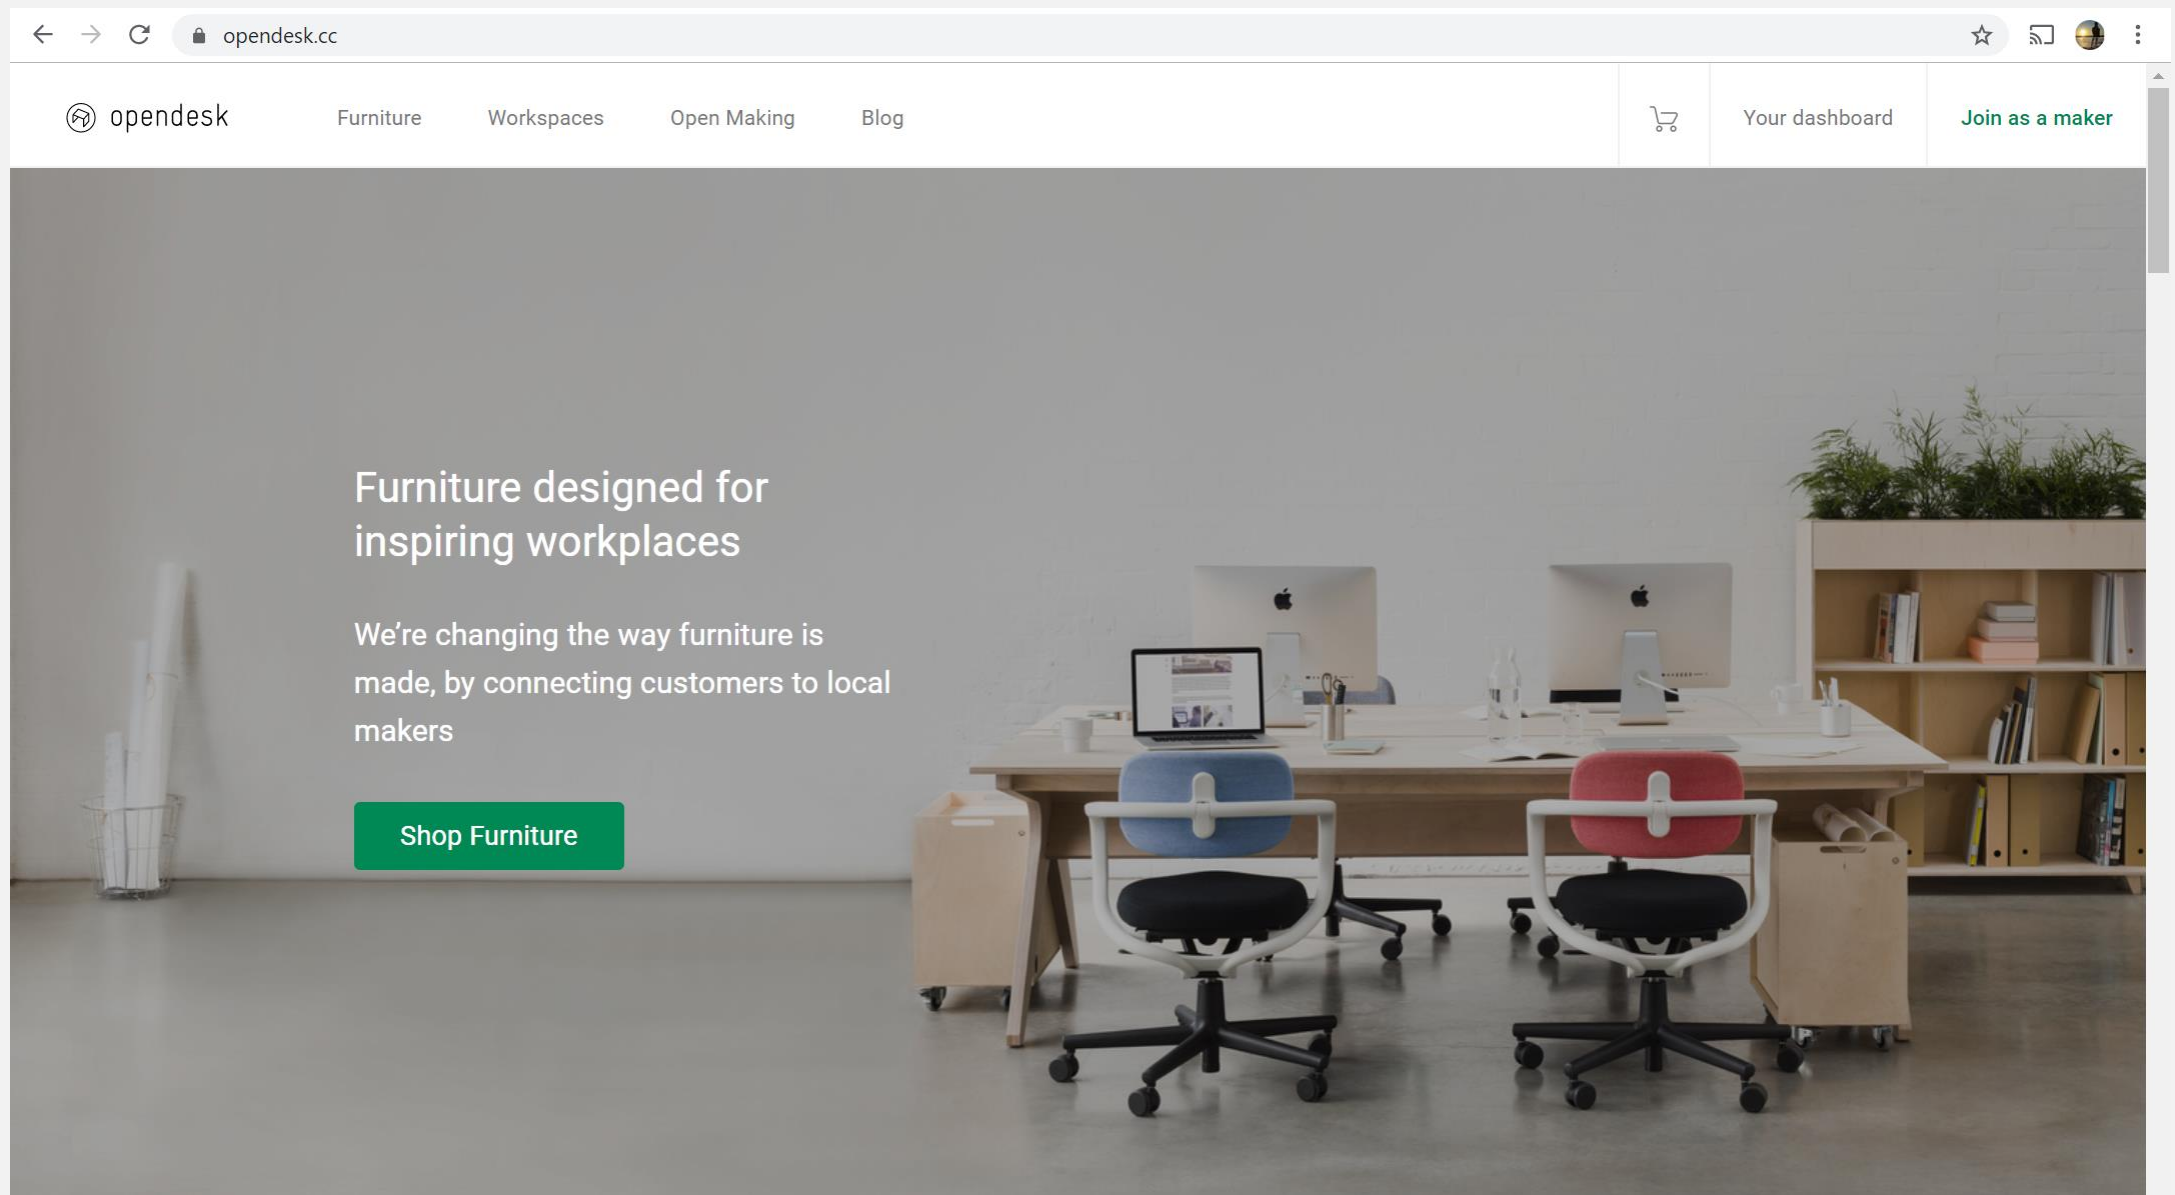 opendesk.cc
opendesk
Furniture
Workspaces
Open Making
Blog
Your dashboard
Join as a maker
Furniture designed for
inspiring workplaces
We’re changing the way furniture is
made, by connecting customers to local
makers
Shop Furniture